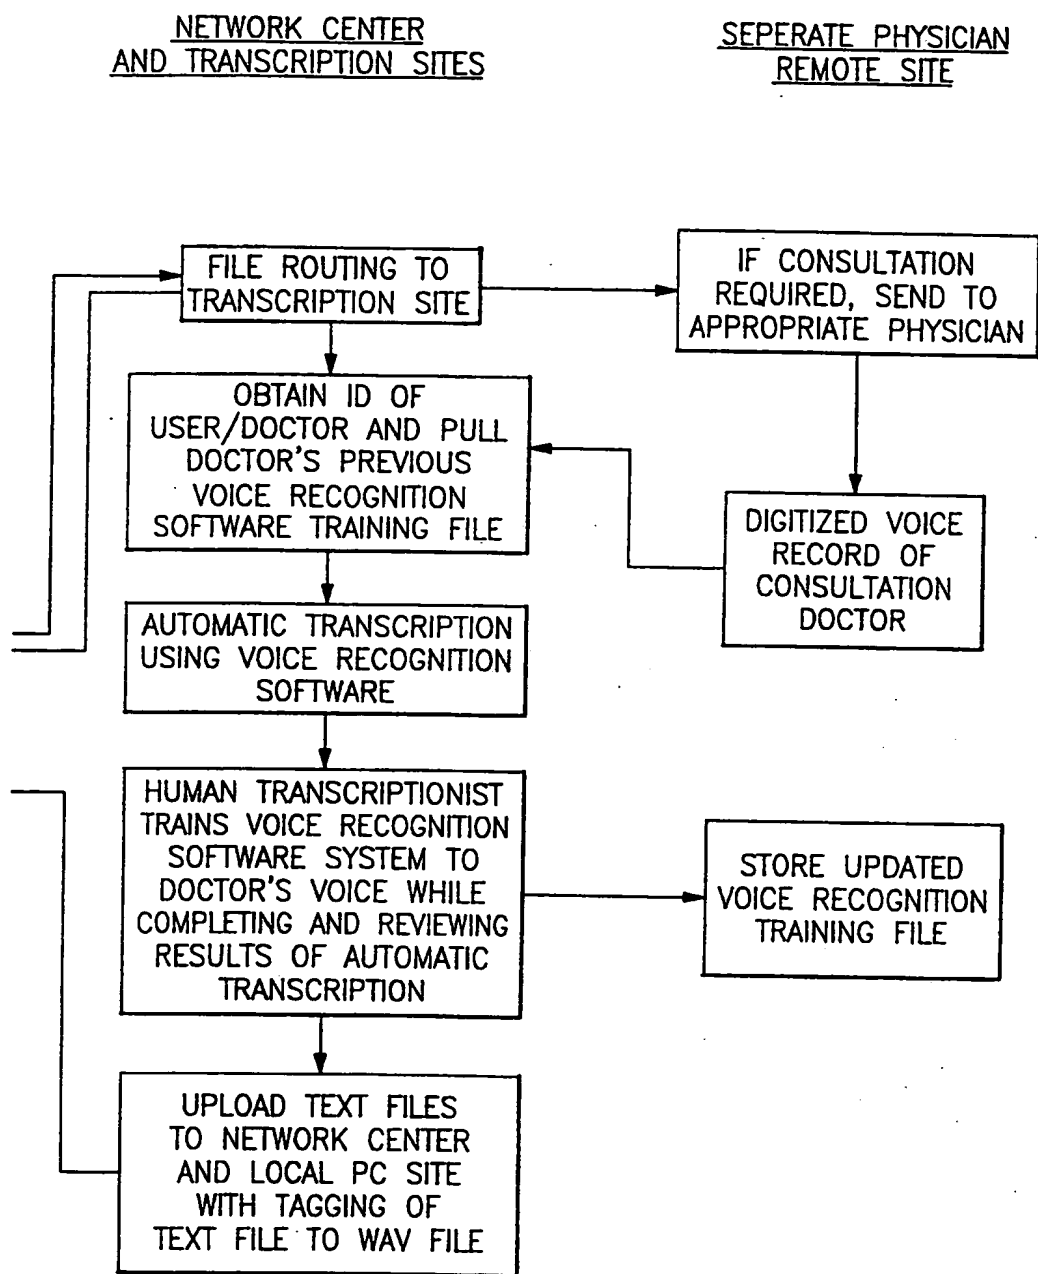 NETWORK CENTER
AND TRANSCRIPTION SITES
SEPERATE PHYSICIAN
REMOTE SITE
FILE ROUTING TO
TRANSCRIPTION SITE
IF CONSULTATION
REQUIRED, SEND TO
APPROPRIATE PHYSICIAN
OBTAIN ID OF
USER/DOCTOR AND PULL
DOCTOR'S PREVIOUS
VOICE RECOGNITION
SOFTWARE TRAINING FILE
DIGITIZED VOICE
RECORD OF
CONSULTATION
DOCTOR
AUTOMATIC TRANSCRIPTION
USING VOICE RECOGNITION
SOFTWARE
HUMAN TRANSCRIPTIONIST
TRAINS VOICE RECOGNITION
SOFTWARE SYSTEM TO
DOCTOR'S VOICE WHILE
COMPLETING AND REVIEWING
RESULTS OF AUTOMATIC
TRANSCRIPTION
STORE UPDATED
VOICE RECOGNITION
TRAINING FILE
UPLOAD TEXT FILES
TO NETWORK CENTER
AND LOCAL PC SITE
WITH TAGGING OF
TEXT FILE TO WAV FILE